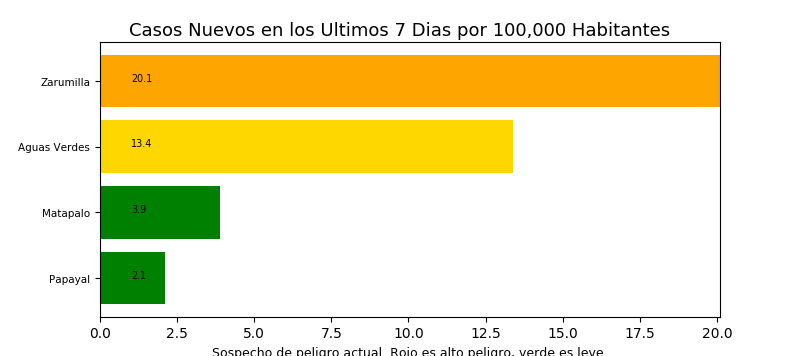 Casos Nuevos en los Ultimos 7 Dias por 100,000 Habitantes
Zarumilla 20.1
Aguas Verdes 13.4
Matapalo 3.9
Papayal 2.1
0.0 2.5 5.0 7.5 10.0 12.5 15.0 17.5 20.0
Sospecho de peligro actual. Rojo es alto peligro, verde es leve